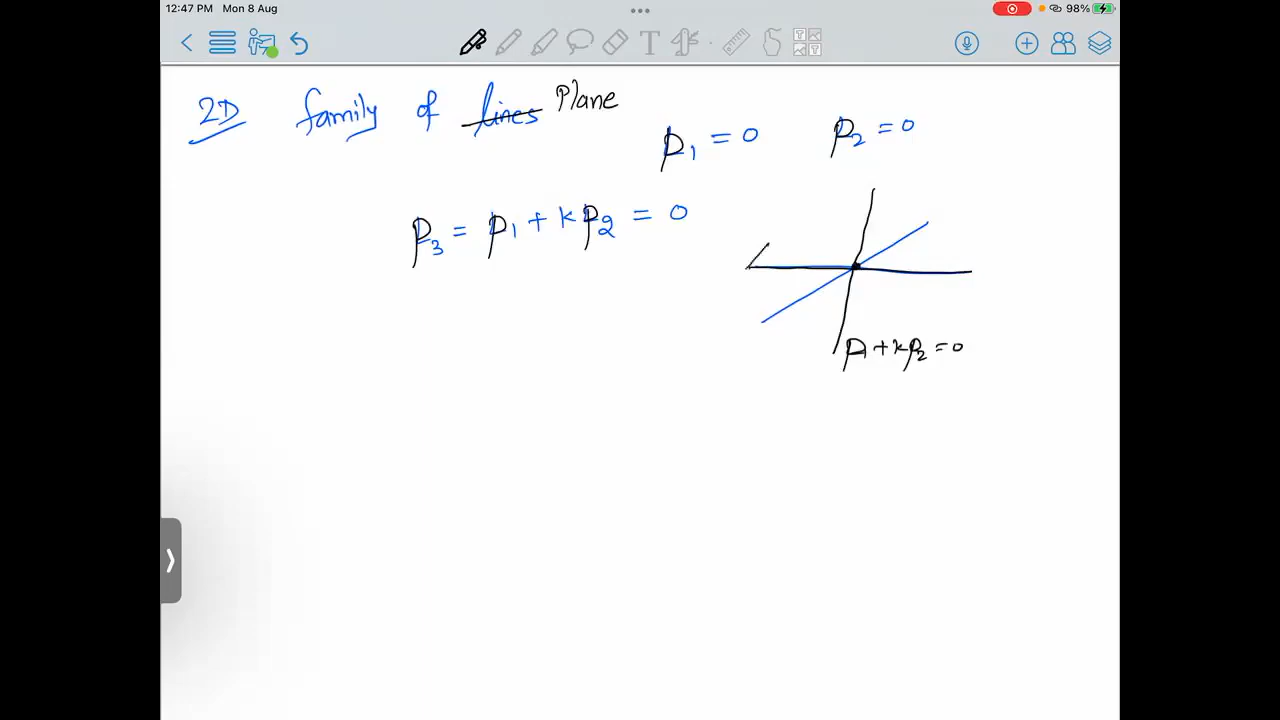 12:47 PM Mon 8 Aug
98%
2D family of lines Plane
p₁ = 0 p₂ = 0
p₃ = p₁ + kp₂ = 0
p₁ + kp₂ = 0